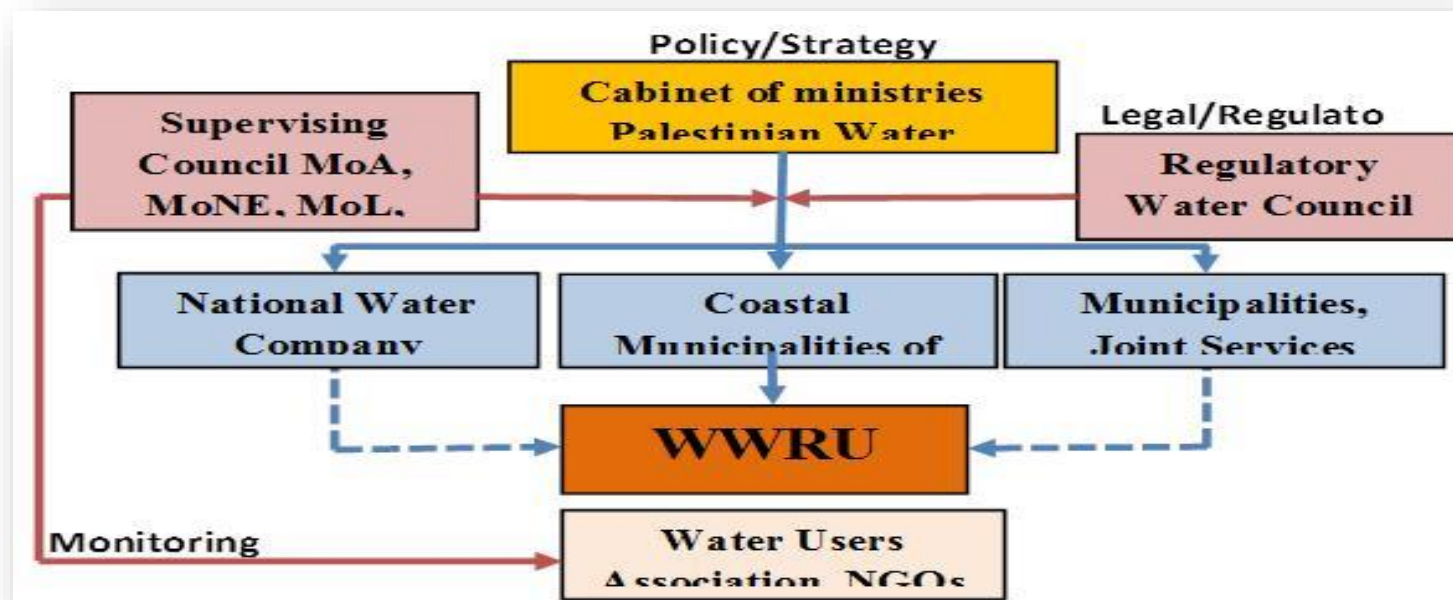 Policy/Strategy
Cabinet of ministries
Palestinian Water
Supervising
Council MoA,
MoNE, MoL,
Legal/Regulato
Regulatory
Water Council
National Water
Company
Coastal
Municipalities of
Municipalities,
Joint Services
WWRU
Monitoring
Water Users
Association, NGOs